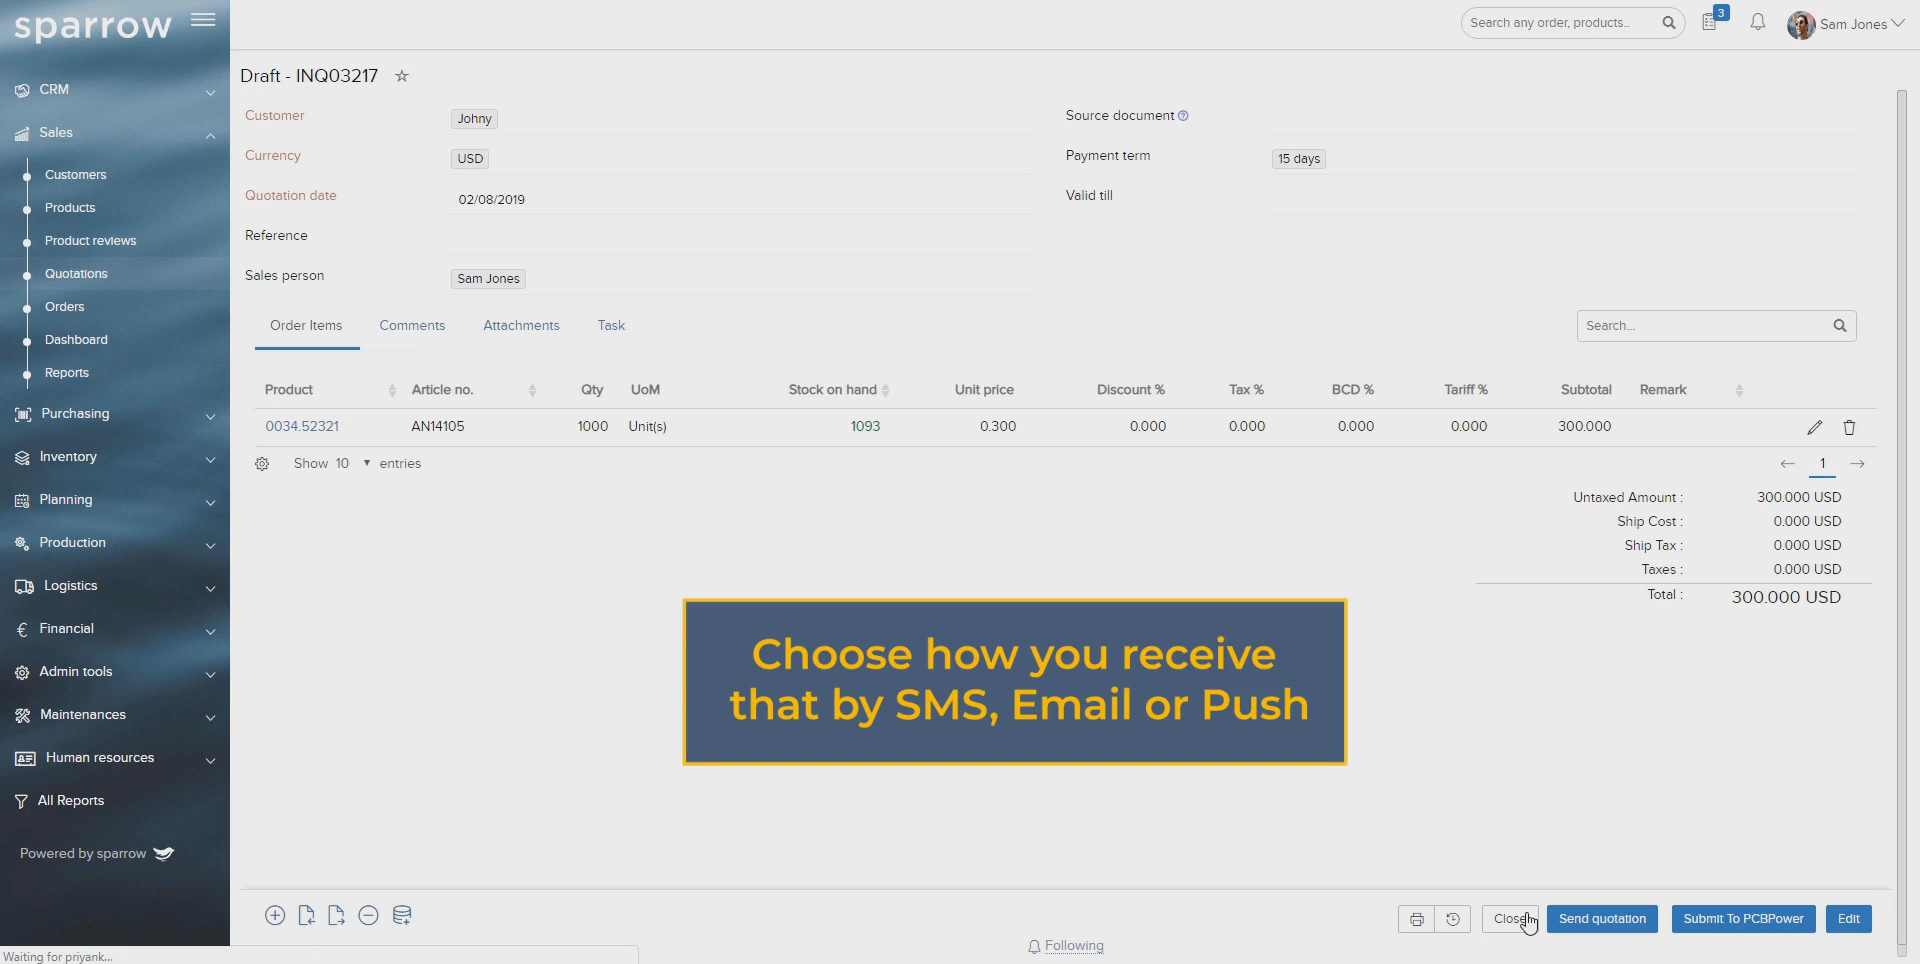 sparrow
Search any order, products..
3
Sam Jones
CRM
Sales
Customers
Products
Product reviews
Quotations
Orders
Dashboard
Reports
Purchasing
Inventory
Planning
Production
Logistics
Financial
Admin tools
Maintenances
Human resources
All Reports
Powered by sparrow
Waiting for priyank...
Draft - INQ03217
Customer Johny
Source document
Currency USD
Payment term 15 days
Quotation date 02/08/2019
Valid till
Reference
Sales person Sam Jones
Order Items Comments Attachments Task
Search...
Product Article no. Qty UoM Stock on hand Unit price Discount % Tax % BCD % Tariff % Subtotal Remark
0034.52321 AN14105 1000 Unit(s) 1093 0.300 0.000 0.000 0.000 0.000 300.000
Show 10 entries
1
Untaxed Amount : 300.000 USD
Ship Cost : 0.000 USD
Ship Tax : 0.000 USD
Taxes : 0.000 USD
Total : 300.000 USD
Choose how you receive
that by SMS, Email or Push
Close Send quotation Submit To PCBPower Edit
Following